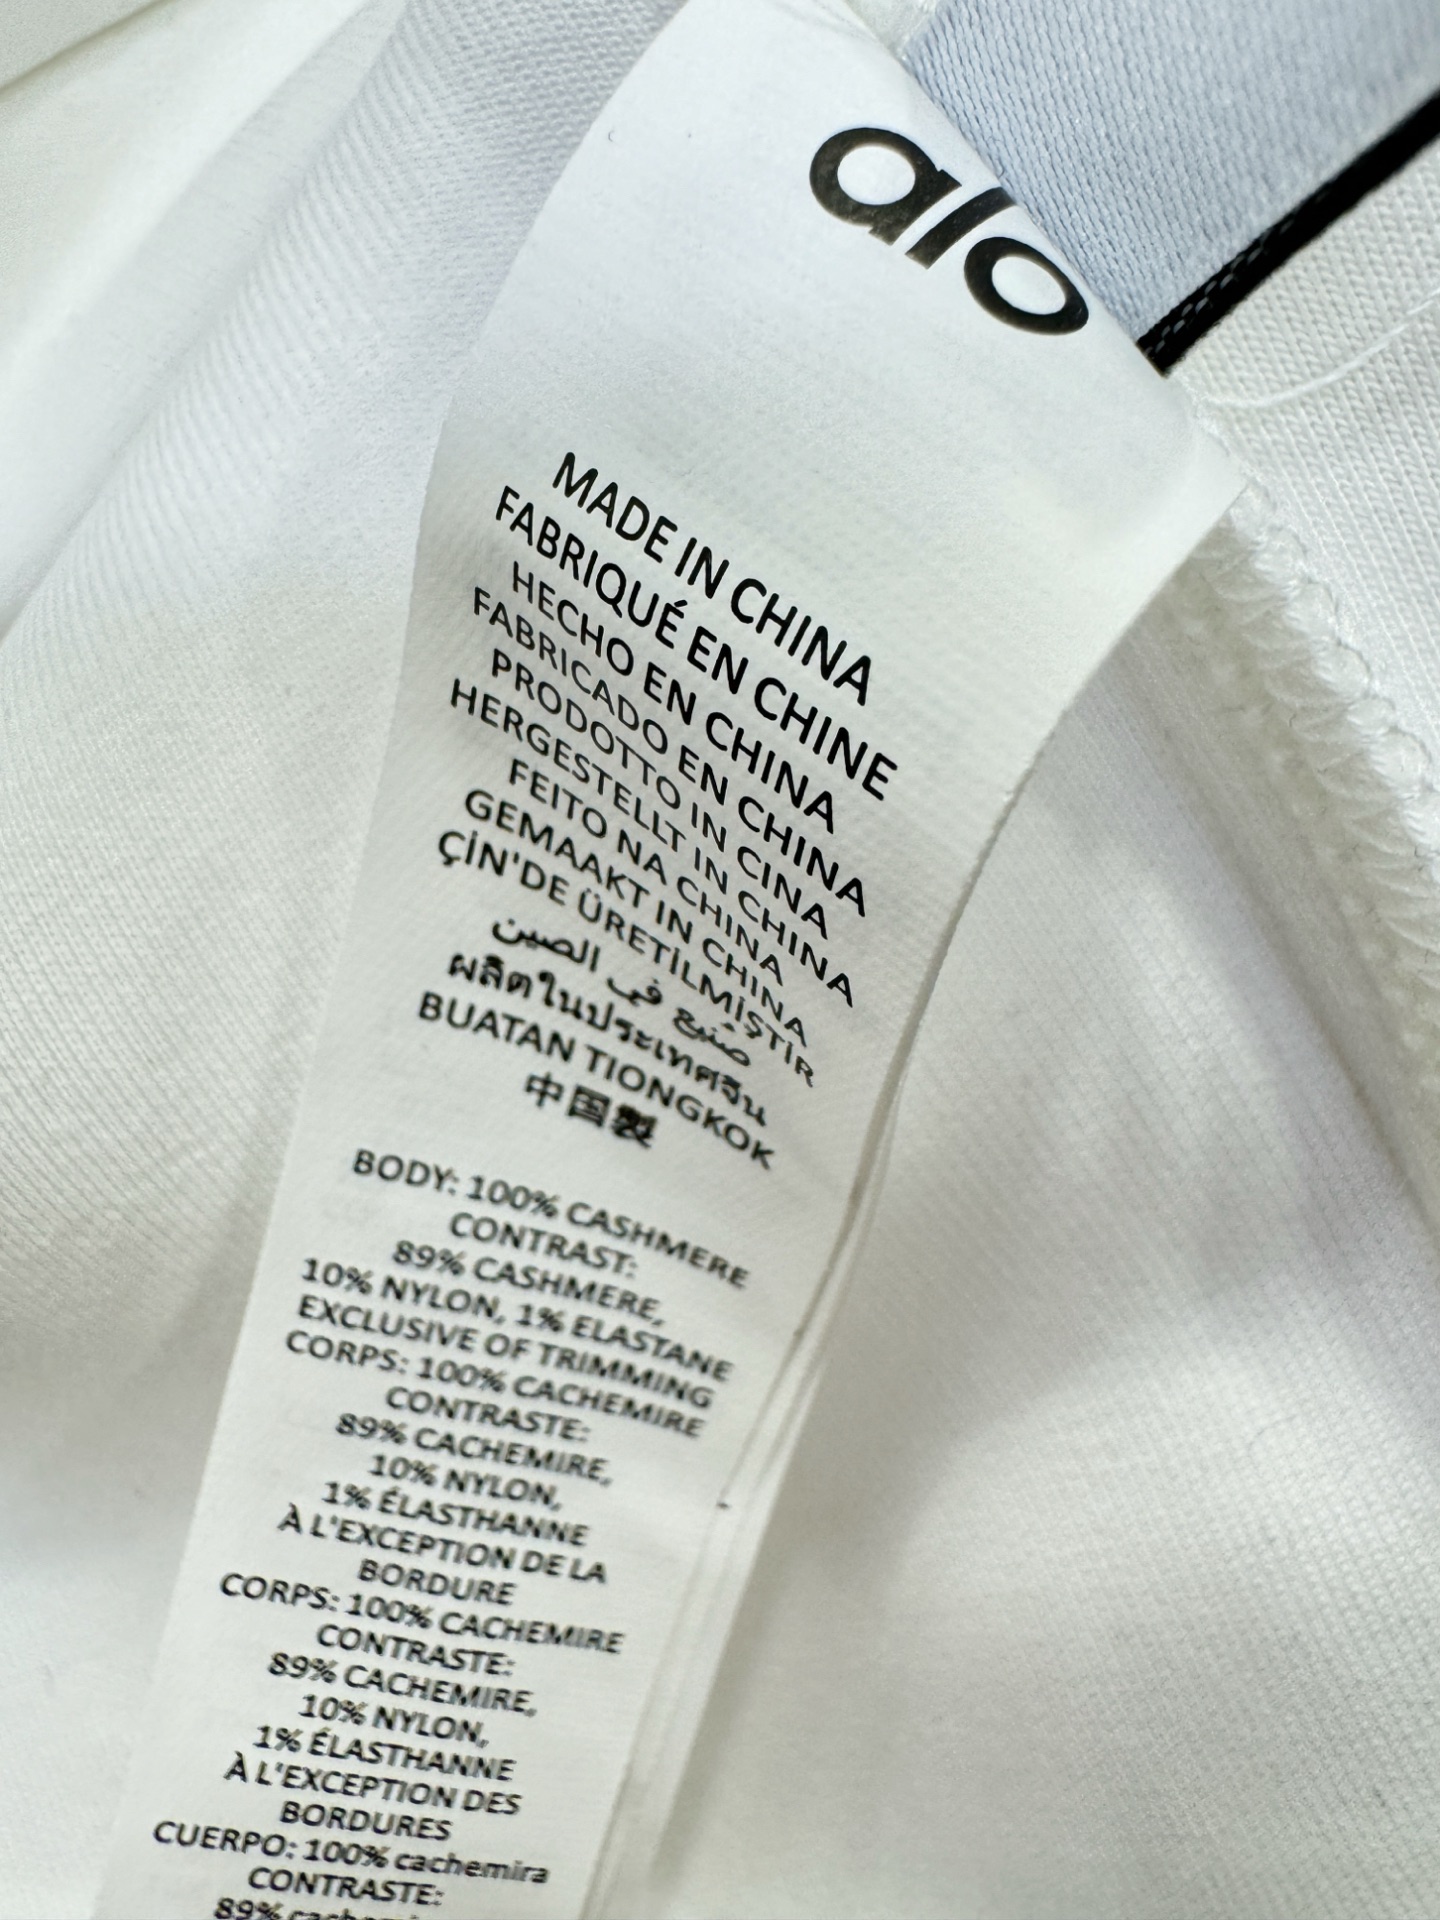 alo
MADE IN CHINA
FABRIQUÉ EN CHINE
HECHO EN CHINA
FABRICADO EN CHINA
PRODOTTO IN CINA
HERGESTELLT IN CHINA
FEITO NA CHINA
GEMAAKT IN CHINA
ÇİN'DE ÜRETİLMİŞTİR
صنع في الصين
ผลิตในประเทศจีน
BUATAN TIONGKOK
中国製
BODY: 100% CASHMERE
CONTRAST:
89% CASHMERE,
10% NYLON, 1% ELASTANE
EXCLUSIVE OF TRIMMING
CORPS: 100% CACHEMIRE
CONTRASTE:
89% CACHEMIRE,
10% NYLON,
1% ÉLASTHANNE
À L'EXCEPTION DE LA
BORDURE
CORPS: 100% CACHEMIRE
CONTRASTE:
89% CACHEMIRE,
10% NYLON,
1% ÉLASTHANNE
À L'EXCEPTION DES
BORDURES
CUERPO: 100% cachemira
CONTRASTE:
89%